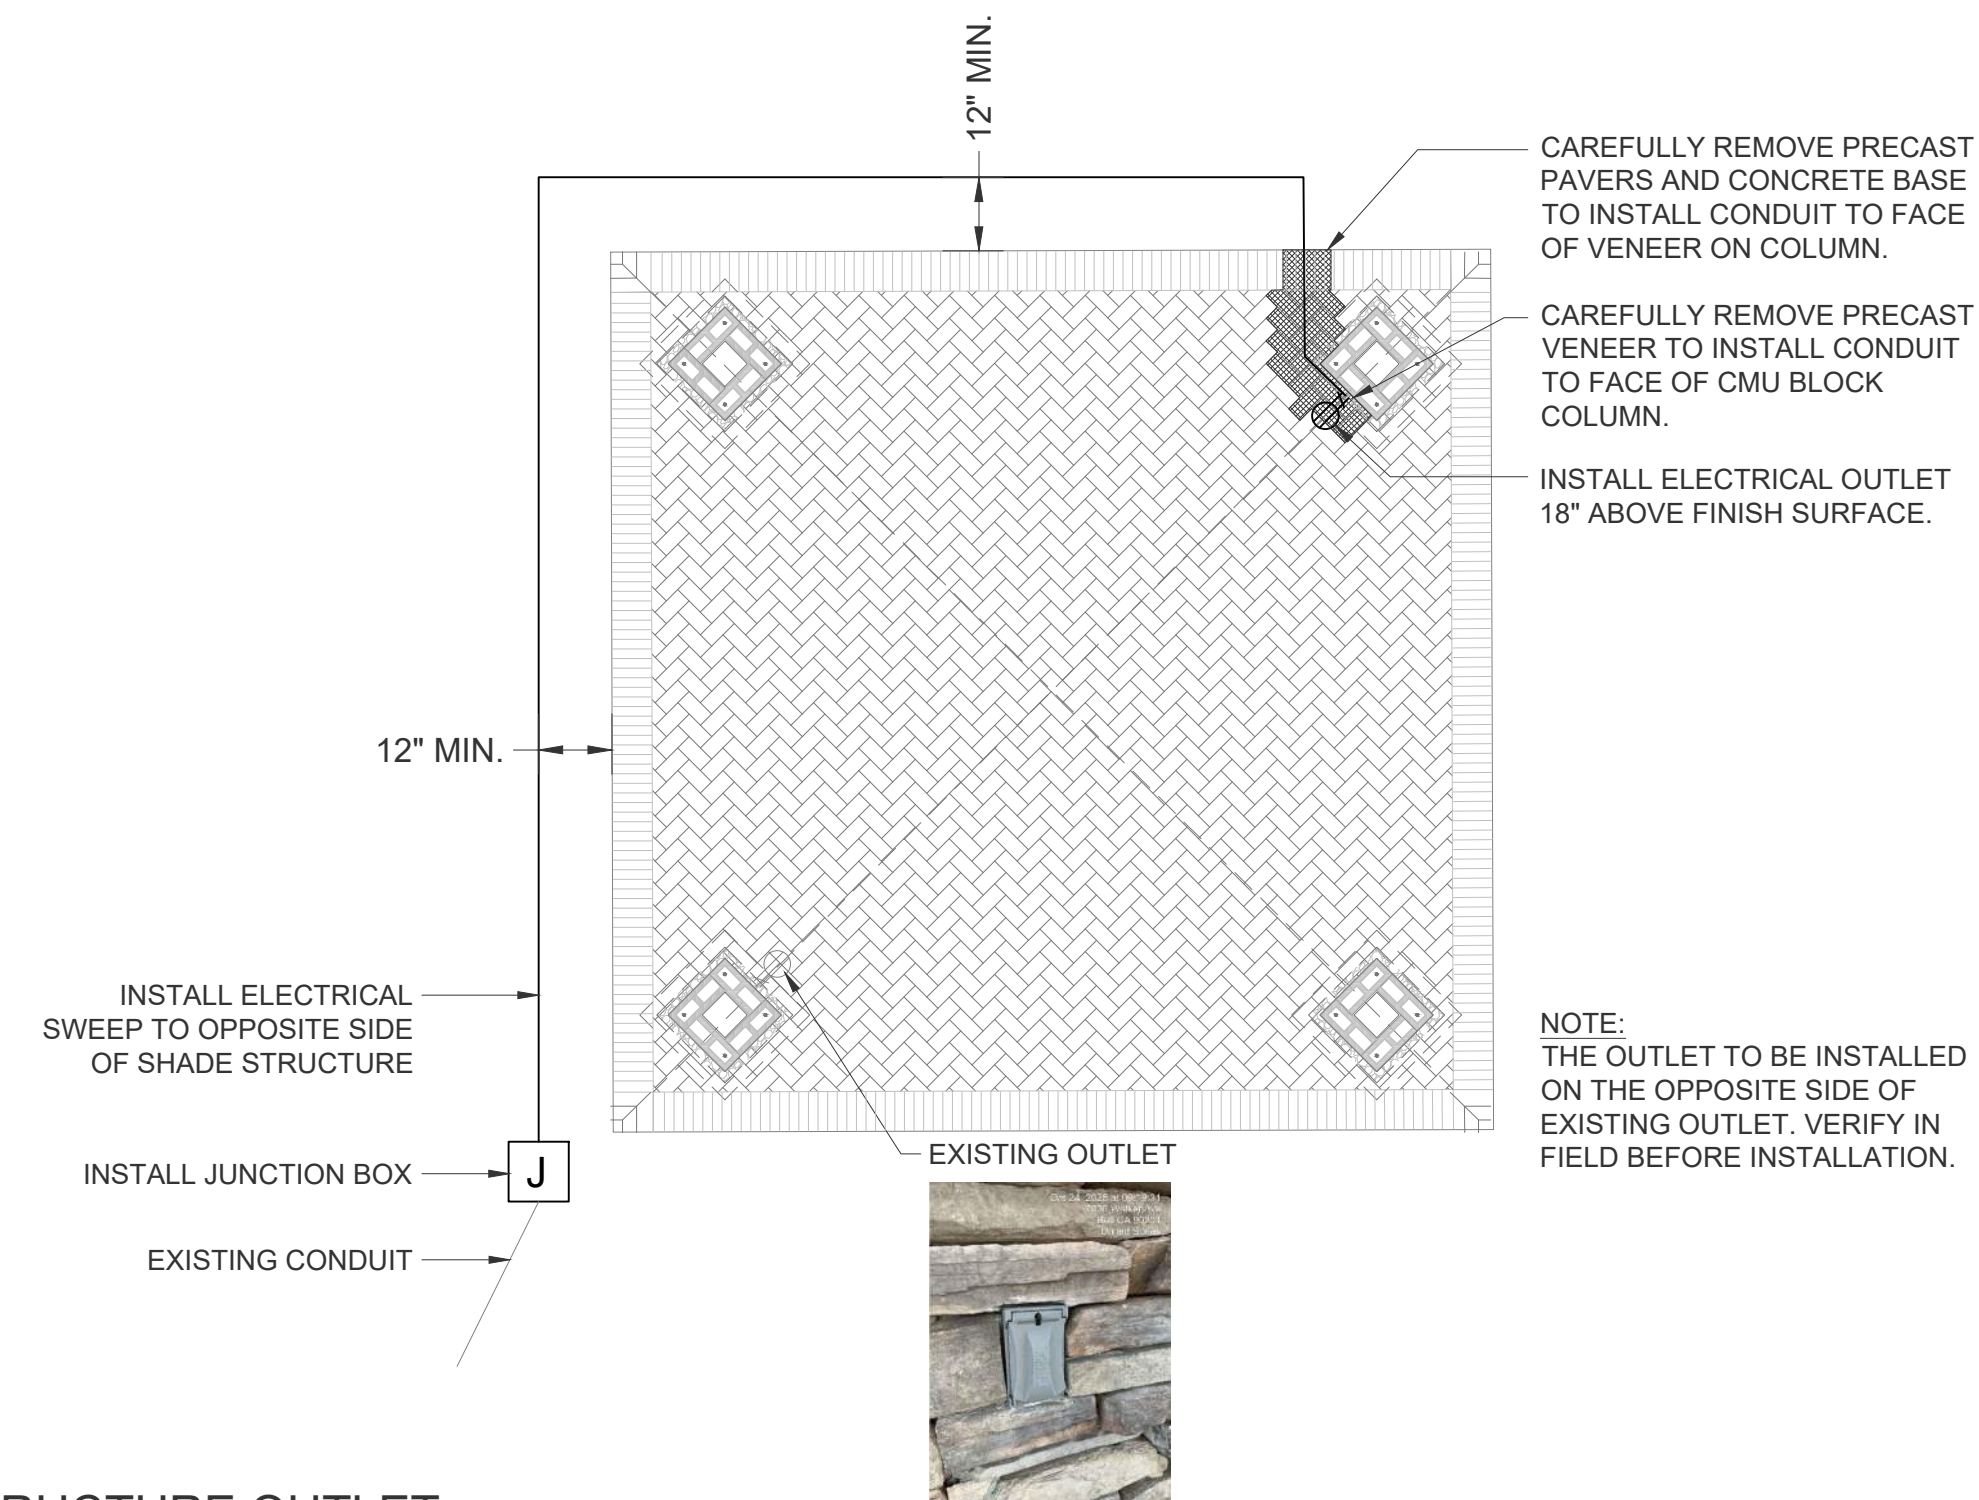 12" MIN.
CAREFULLY REMOVE PRECAST
PAVERS AND CONCRETE BASE
TO INSTALL CONDUIT TO FACE
OF VENEER ON COLUMN.
CAREFULLY REMOVE PRECAST
VENEER TO INSTALL CONDUIT
TO FACE OF CMU BLOCK
COLUMN.
INSTALL ELECTRICAL OUTLET
18" ABOVE FINISH SURFACE.
12" MIN.
INSTALL ELECTRICAL
SWEEP TO OPPOSITE SIDE
OF SHADE STRUCTURE
NOTE:
THE OUTLET TO BE INSTALLED
ON THE OPPOSITE SIDE OF
EXISTING OUTLET. VERIFY IN
FIELD BEFORE INSTALLATION.
INSTALL JUNCTION BOX
J
EXISTING OUTLET
EXISTING CONDUIT
OUTLET